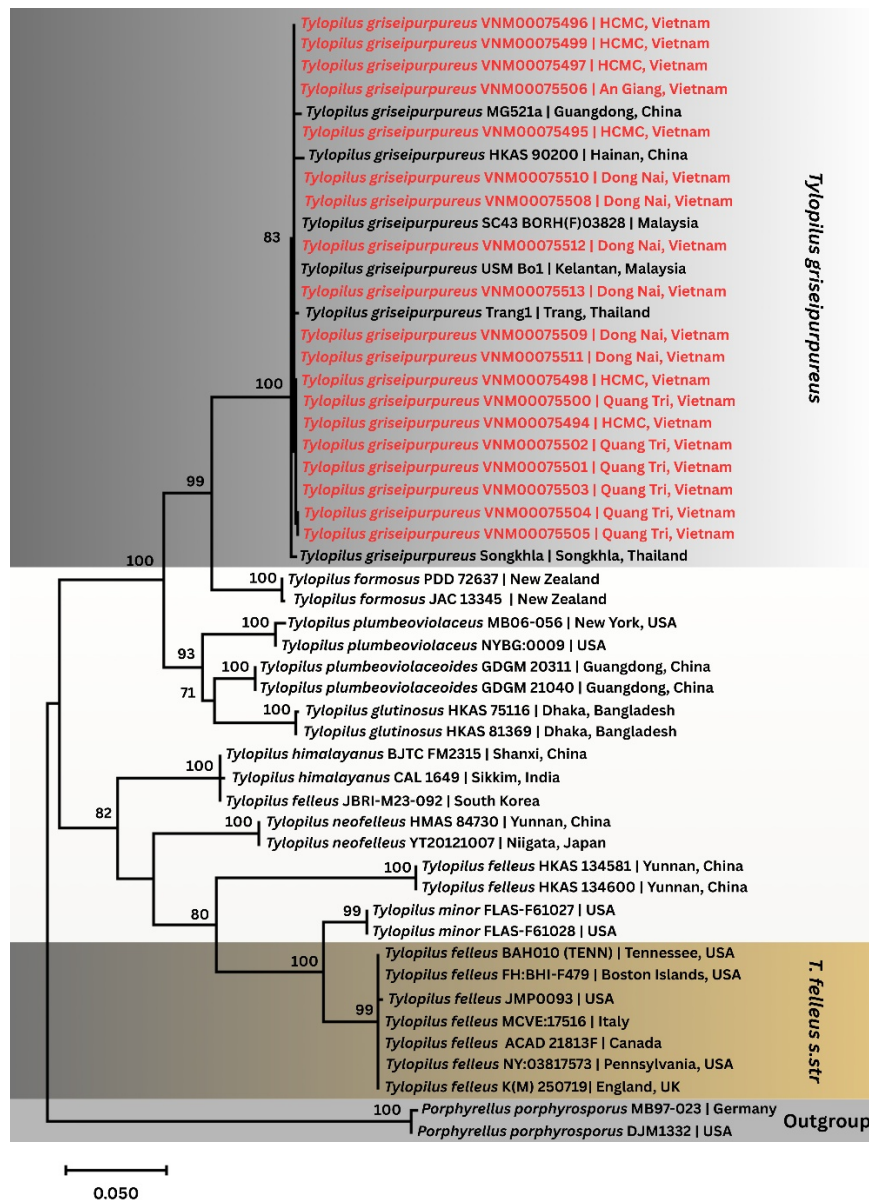 Tylopilus griseipurpureus VNM00075496 | HCMC, Vietnam
Tylopilus griseipurpureus VNM00075499 | HCMC, Vietnam
Tylopilus griseipurpureus VNM00075497 | HCMC, Vietnam
Tylopilus griseipurpureus VNM00075506 | An Giang, Vietnam
Tylopilus griseipurpureus MG521a | Guangdong, China
Tylopilus griseipurpureus VNM00075495 | HCMC, Vietnam
Tylopilus griseipurpureus HKAS 90200 | Hainan, China
Tylopilus griseipurpureus VNM00075510 | Dong Nai, Vietnam
Tylopilus griseipurpureus VNM00075508 | Dong Nai, Vietnam
Tylopilus griseipurpureus SC43 BORH(F)03828 | Malaysia
83
Tylopilus griseipurpureus VNM00075512 | Dong Nai, Vietnam
Tylopilus griseipurpureus USM Bo1 | Kelantan, Malaysia
Tylopilus griseipurpureus VNM00075513 | Dong Nai, Vietnam
Tylopilus griseipurpureus Trang1 | Trang, Thailand
Tylopilus griseipurpureus VNM00075509 | Dong Nai, Vietnam
Tylopilus griseipurpureus VNM00075511 | Dong Nai, Vietnam
100
Tylopilus griseipurpureus VNM00075498 | HCMC, Vietnam
Tylopilus griseipurpureus VNM00075500 | Quang Tri, Vietnam
Tylopilus griseipurpureus VNM00075494 | HCMC, Vietnam
Tylopilus griseipurpureus VNM00075502 | Quang Tri, Vietnam
Tylopilus griseipurpureus VNM00075501 | Quang Tri, Vietnam
99
Tylopilus griseipurpureus VNM00075503 | Quang Tri, Vietnam
Tylopilus griseipurpureus VNM00075504 | Quang Tri, Vietnam
Tylopilus griseipurpureus VNM00075505 | Quang Tri, Vietnam
Tylopilus griseipurpureus Songkhla | Songkhla, Thailand
Tylopilus griseipurpureus
100
100
Tylopilus formosus PDD 72637 | New Zealand
Tylopilus formosus JAC 13345 | New Zealand
100
Tylopilus plumbeoviolaceus MB06-056 | New York, USA
Tylopilus plumbeoviolaceus NYBG:0009 | USA
93
100
Tylopilus plumbeoviolaceoides GDGM 20311 | Guangdong, China
Tylopilus plumbeoviolaceoides GDGM 21040 | Guangdong, China
71
100
Tylopilus glutinosus HKAS 75116 | Dhaka, Bangladesh
Tylopilus glutinosus HKAS 81369 | Dhaka, Bangladesh
Tylopilus himalayanus BJTC FM2315 | Shanxi, China
100
Tylopilus himalayanus CAL 1649 | Sikkim, India
Tylopilus felleus JBRI-M23-092 | South Korea
82
100
Tylopilus neofelleus HMAS 84730 | Yunnan, China
Tylopilus neofelleus YT20121007 | Niigata, Japan
100
Tylopilus felleus HKAS 134581 | Yunnan, China
Tylopilus felleus HKAS 134600 | Yunnan, China
80
99
Tylopilus minor FLAS-F61027 | USA
Tylopilus minor FLAS-F61028 | USA
100
Tylopilus felleus BAH010 (TENN) | Tennessee, USA
Tylopilus felleus FH:BHI-F479 | Boston Islands, USA
Tylopilus felleus JMP0093 | USA
99
Tylopilus felleus MCVE:17516 | Italy
Tylopilus felleus ACAD 21813F | Canada
Tylopilus felleus NY:03817573 | Pennsylvania, USA
Tylopilus felleus K(M) 250719| England, UK
T. felleus s.str
100
Porphyrellus porphyrosporus MB97-023 | Germany
Porphyrellus porphyrosporus DJM1332 | USA
Outgroup
0.050